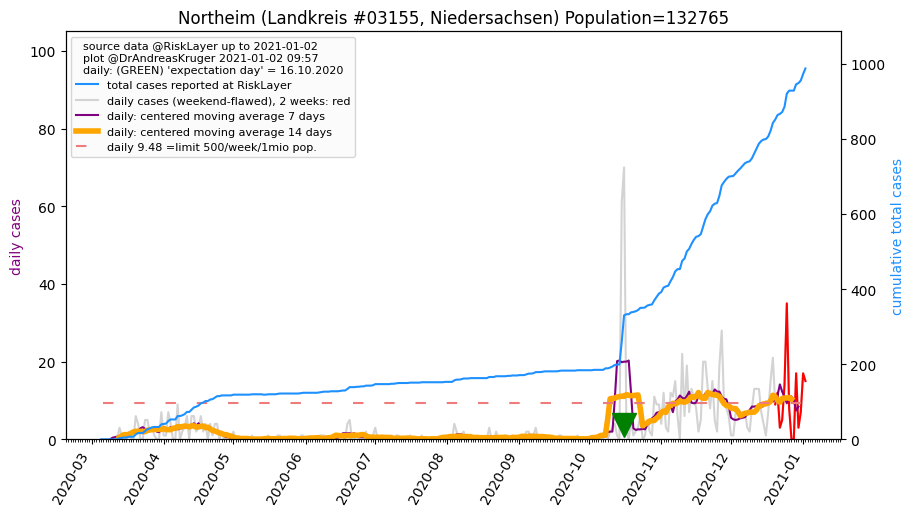 Northeim (Landkreis #03155, Niedersachsen) Population=132765
source data @RiskLayer up to 2021-01-02
plot @DrAndreasKruger 2021-01-02 09:57
daily: (GREEN) 'expectation day' = 16.10.2020
total cases reported at RiskLayer
daily cases (weekend-flawed), 2 weeks: red
daily: centered moving average 7 days
daily: centered moving average 14 days
daily 9.48 =limit 500/week/1mio pop.
daily cases
100
80
60
40
20
0
1000
800
600
400
200
0
cumulative total cases
2020-03
2020-04
2020-05
2020-06
2020-07
2020-08
2020-09
2020-10
2020-11
2020-12
2021-01